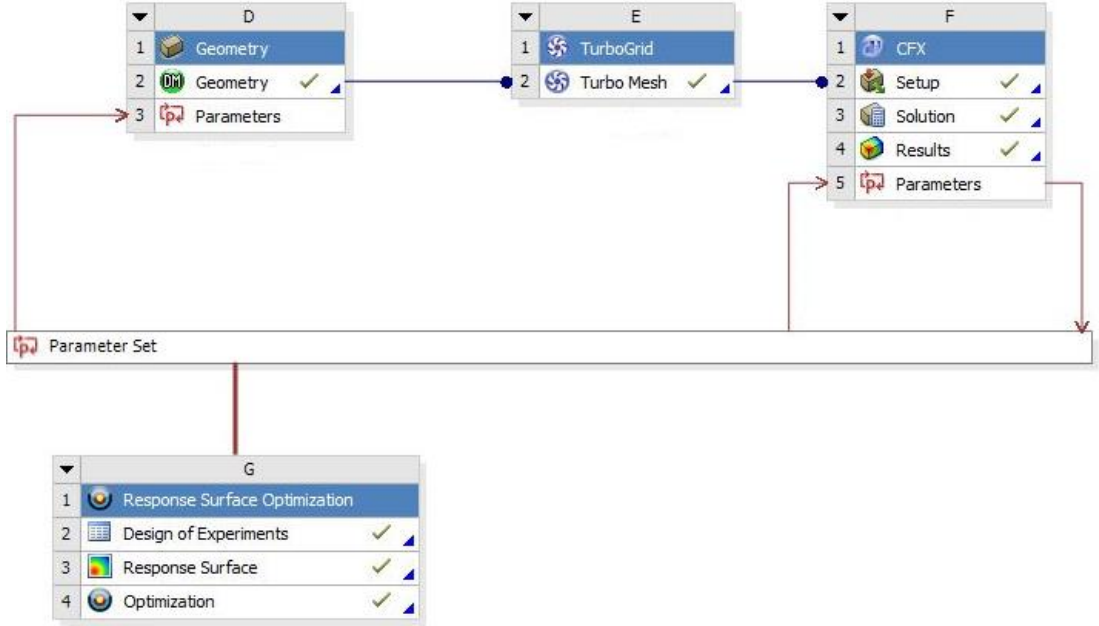 D
1 Geometry
2 DM Geometry
3 Parameters
E
1 TurboGrid
2 Turbo Mesh
F
1 CFX
2 Setup
3 Solution
4 Results
5 Parameters
Parameter Set
G
1 Response Surface Optimization
2 Design of Experiments
3 Response Surface
4 Optimization